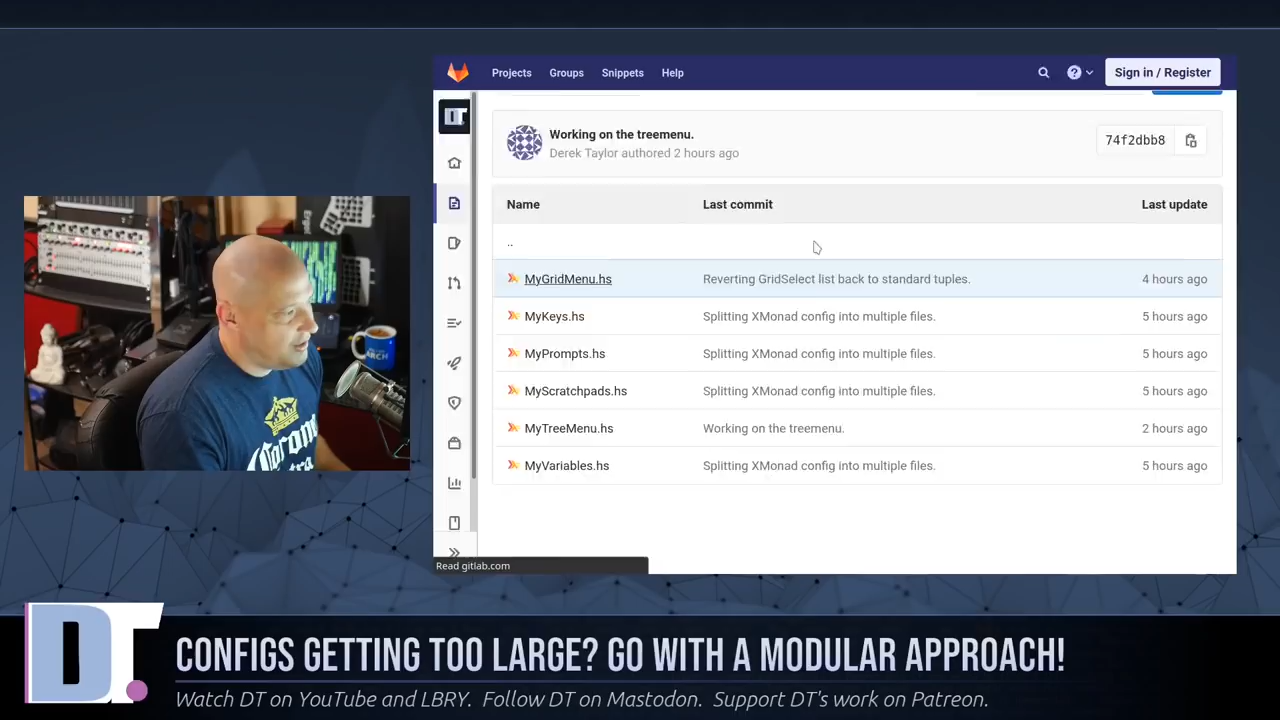 Projects Groups Snippets Help
Sign in / Register
DT
Working on the treemenu.
Derek Taylor authored 2 hours ago
74f2dbb8
Name Last commit Last update
..
MyGridMenu.hs Reverting GridSelect list back to standard tuples. 4 hours ago
MyKeys.hs Splitting XMonad config into multiple files. 5 hours ago
MyPrompts.hs Splitting XMonad config into multiple files. 5 hours ago
MyScratchpads.hs Splitting XMonad config into multiple files. 5 hours ago
MyTreeMenu.hs Working on the treemenu. 2 hours ago
MyVariables.hs Splitting XMonad config into multiple files. 5 hours ago
Read gitlab.com
ARCH
Corona
DT.
CONFIGS GETTING TOO LARGE? GO WITH A MODULAR APPROACH!
Watch DT on YouTube and LBRY. Follow DT on Mastodon. Support DT's work on Patreon.